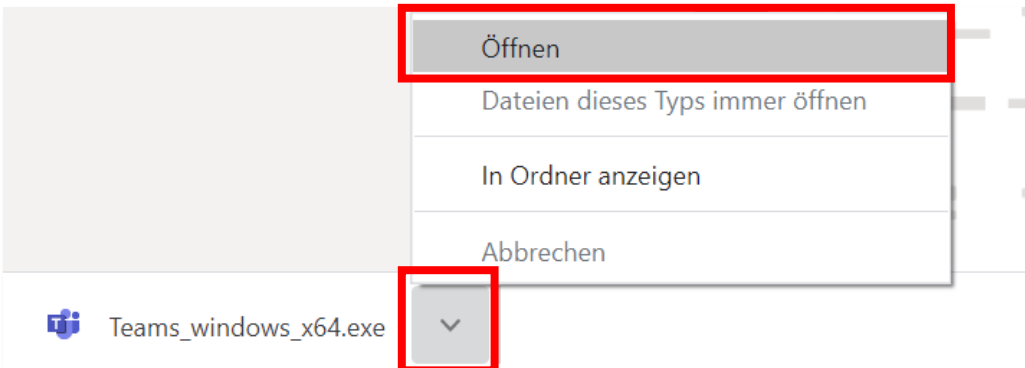 Öffnen
Dateien dieses Typs immer öffnen
In Ordner anzeigen
Abbrechen
Teams_windows_x64.exe